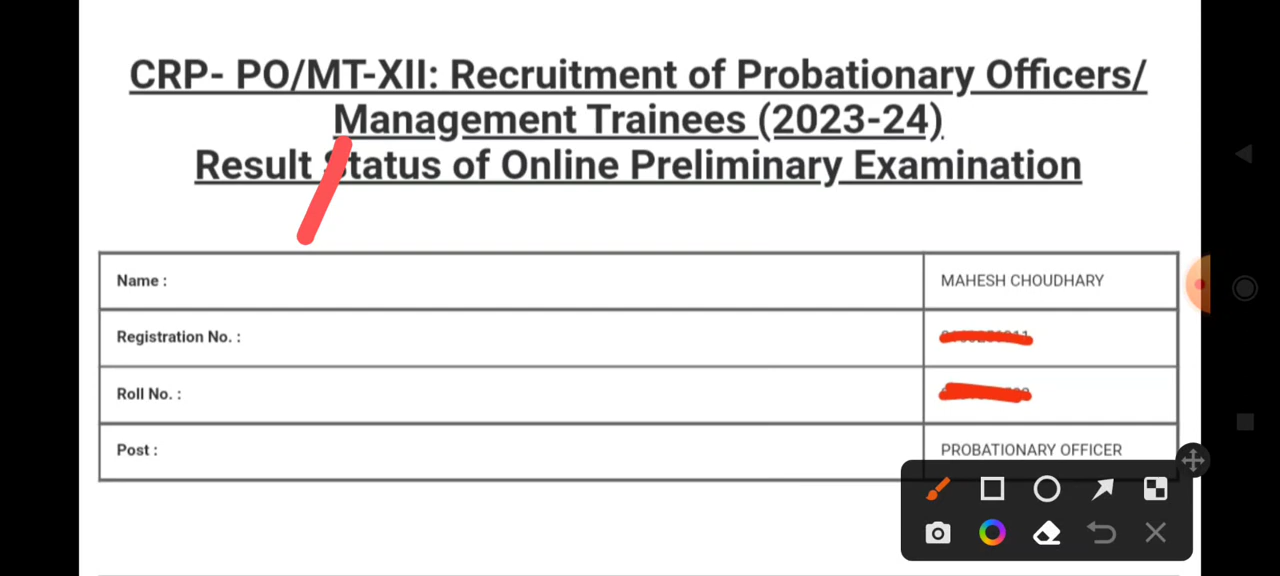 CRP- PO/MT-XII: Recruitment of Probationary Officers/
Management Trainees (2023-24)
Result Status of Online Preliminary Examination
Name :
MAHESH CHOUDHARY
Registration No. :
Roll No. :
Post :
PROBATIONARY OFFICER